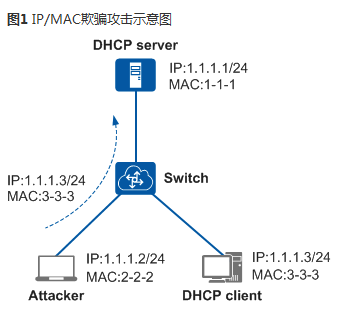 图1 IP/MAC欺骗攻击示意图
DHCP server
IP:1.1.1.1/24
MAC:1-1-1
IP:1.1.1.3/24
MAC:3-3-3
Switch
IP:1.1.1.2/24
MAC:2-2-2
Attacker
IP:1.1.1.3/24
MAC:3-3-3
DHCP client